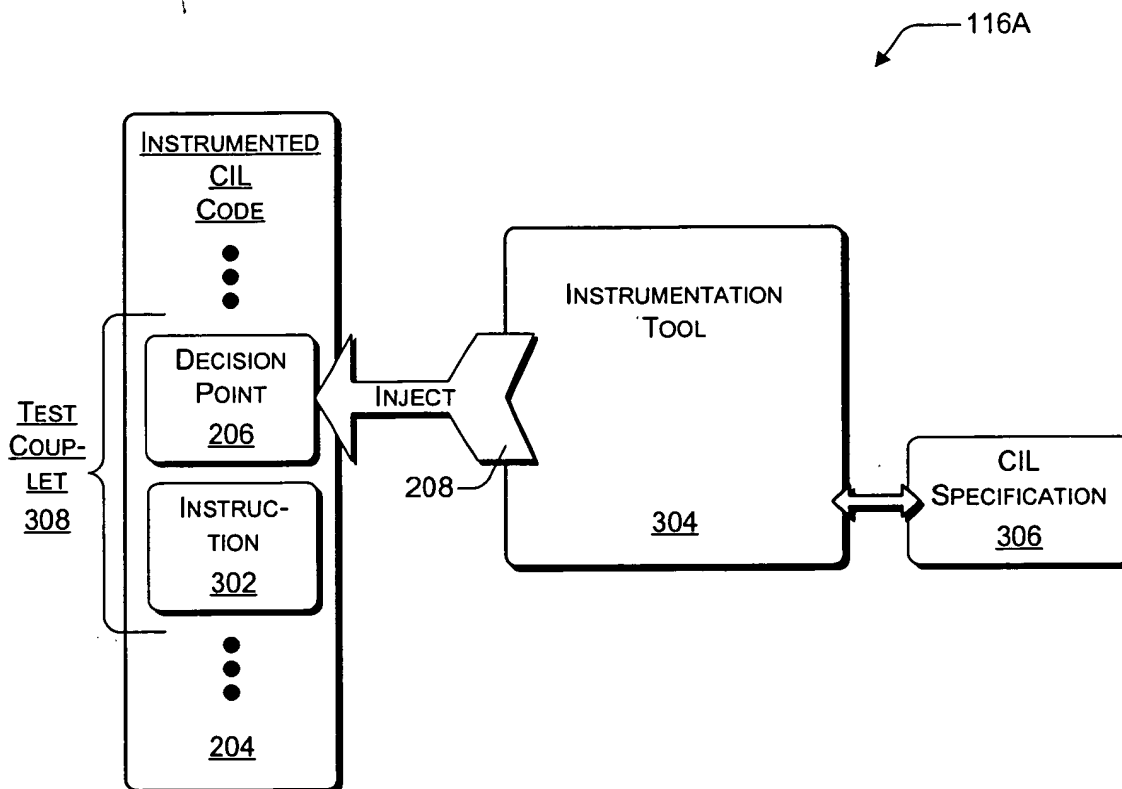 116A
INSTRUMENTED
CIL
CODE
DECISION
POINT
206
INSTRUC-
TION
302
204
TEST
COUP-
LET
308
INJECT
208
INSTRUMENTATION
TOOL
304
CIL
SPECIFICATION
306